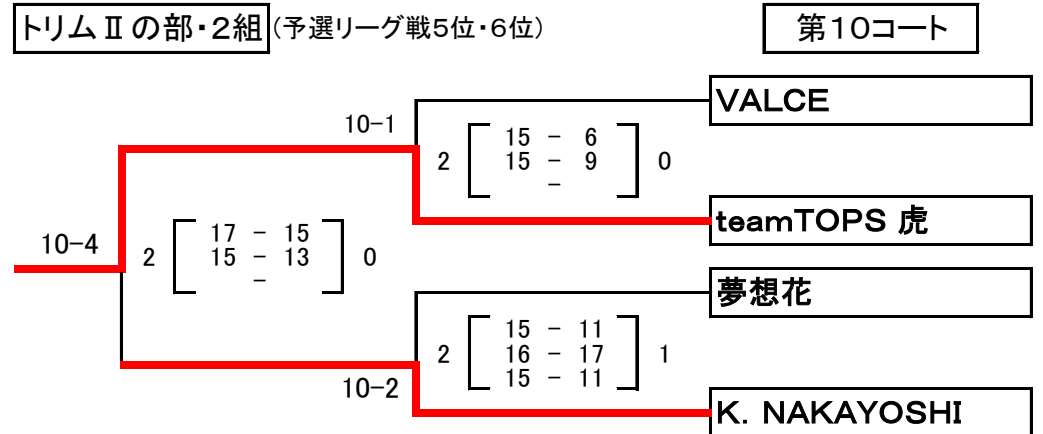 トリムⅡの部・２組 (予選リーグ戦５位・６位) 第１０コート
VALCE
10-1
2 15 - 6 0
15 - 9
-
teamTOPS 虎
10-4
2 17 - 15 0
15 - 13
-
夢想花
2 15 - 11 1
16 - 17
15 - 11
10-2
K. NAKAYOSHI